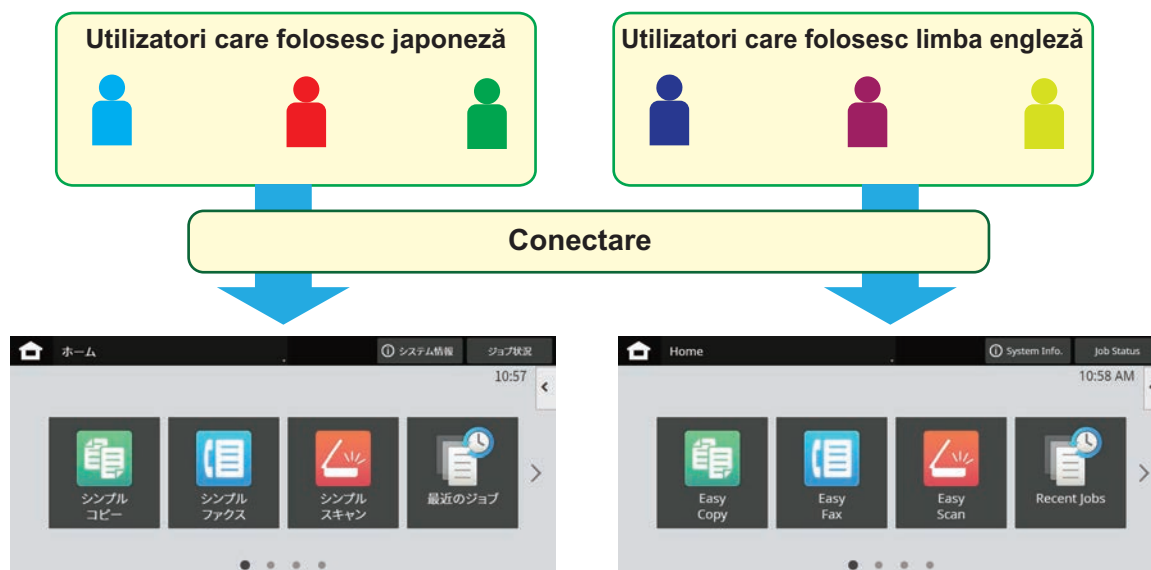 Utilizatori care folosesc japoneză
Utilizatori care folosesc limba engleză
Conectare
ホーム
システム情報
ジョブ状況
10:57
シンプル
コピー
シンプル
ファクス
シンプル
スキャン
最近のジョブ
Home
System Info.
Job Status
10:58 AM
Easy
Copy
Easy
Fax
Easy
Scan
Recent Jobs